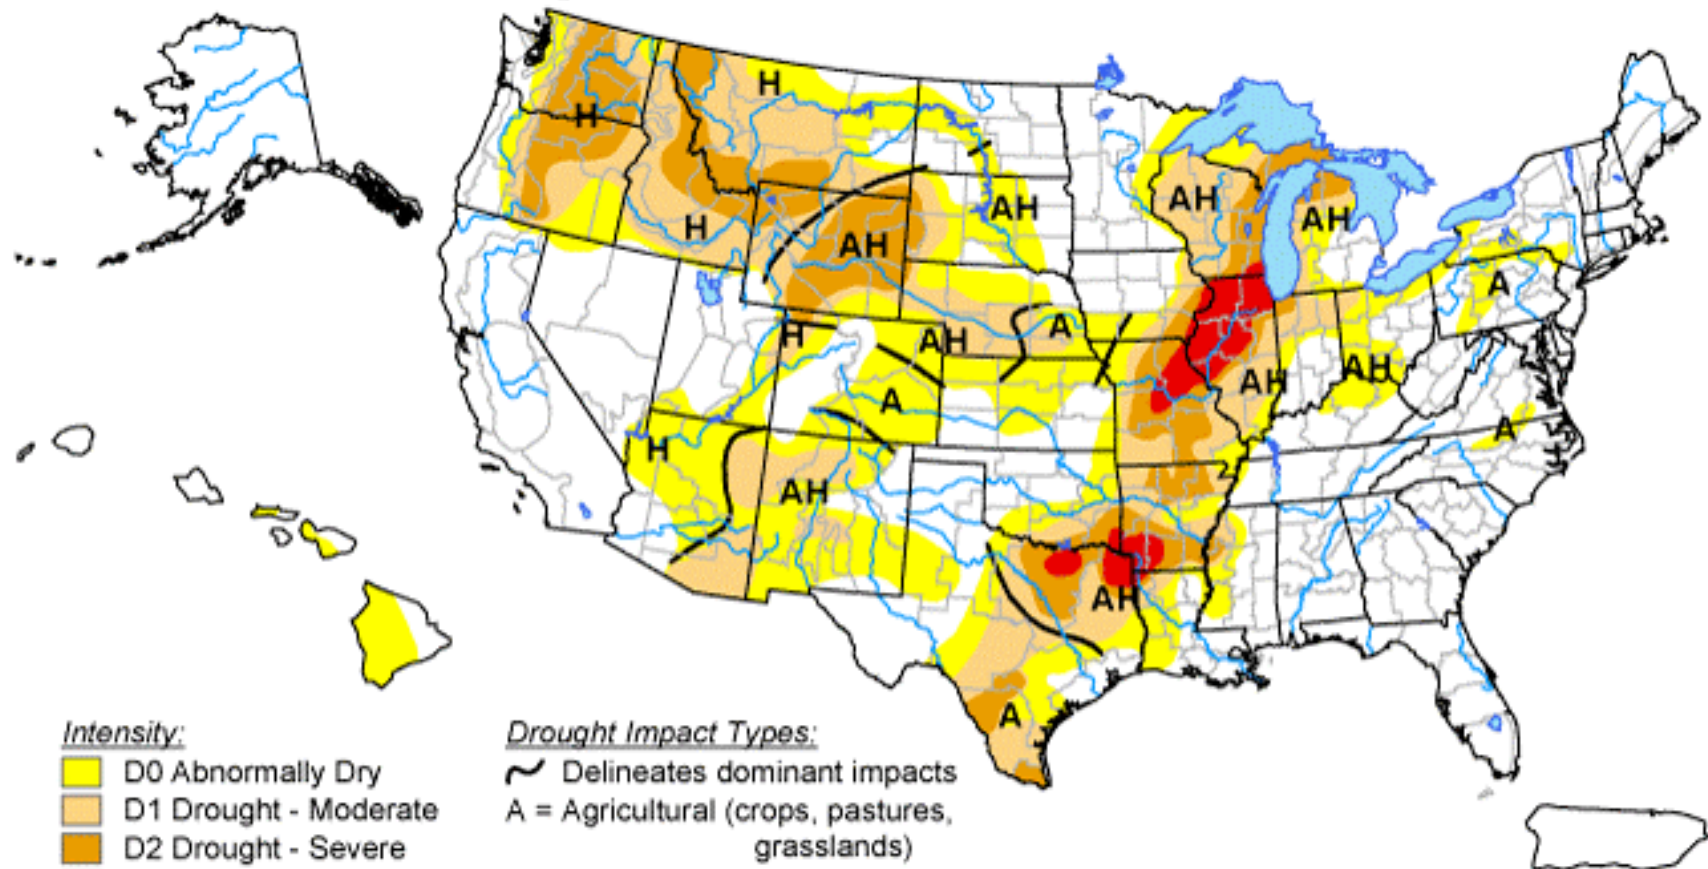 H
H
AH
AH
AH
H
AH
H
AH
A
A
AH
AH
A
H
A
AH
AH
A
Intensity:
D0 Abnormally Dry
D1 Drought - Moderate
D2 Drought - Severe
Drought Impact Types:
Delineates dominant impacts
A = Agricultural (crops, pastures,
grasslands)